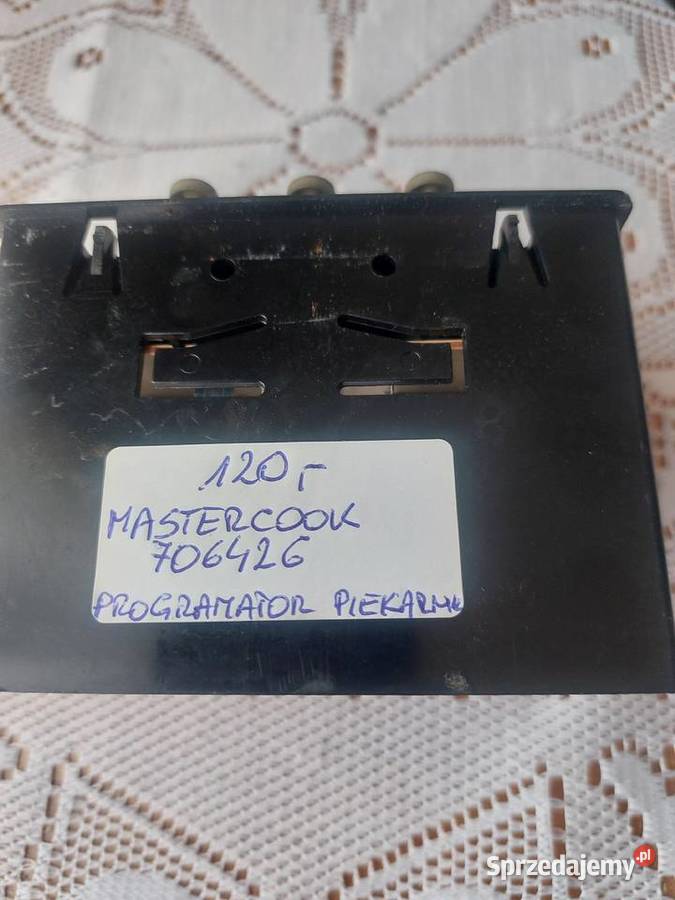 120,-
MASTERCOOK
706426
PROGRAMATOR PIEKARNIK
Sprzedajemy.pl